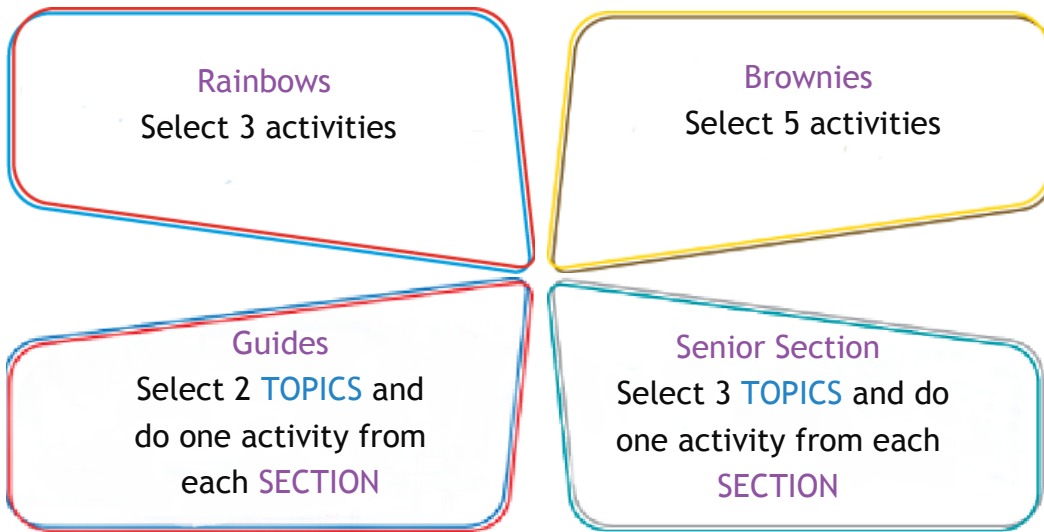 Rainbows
Select 3 activities
Brownies
Select 5 activities
Guides
Select 2 TOPICS and
do one activity from
each SECTION
Senior Section
Select 3 TOPICS and do
one activity from each
SECTION